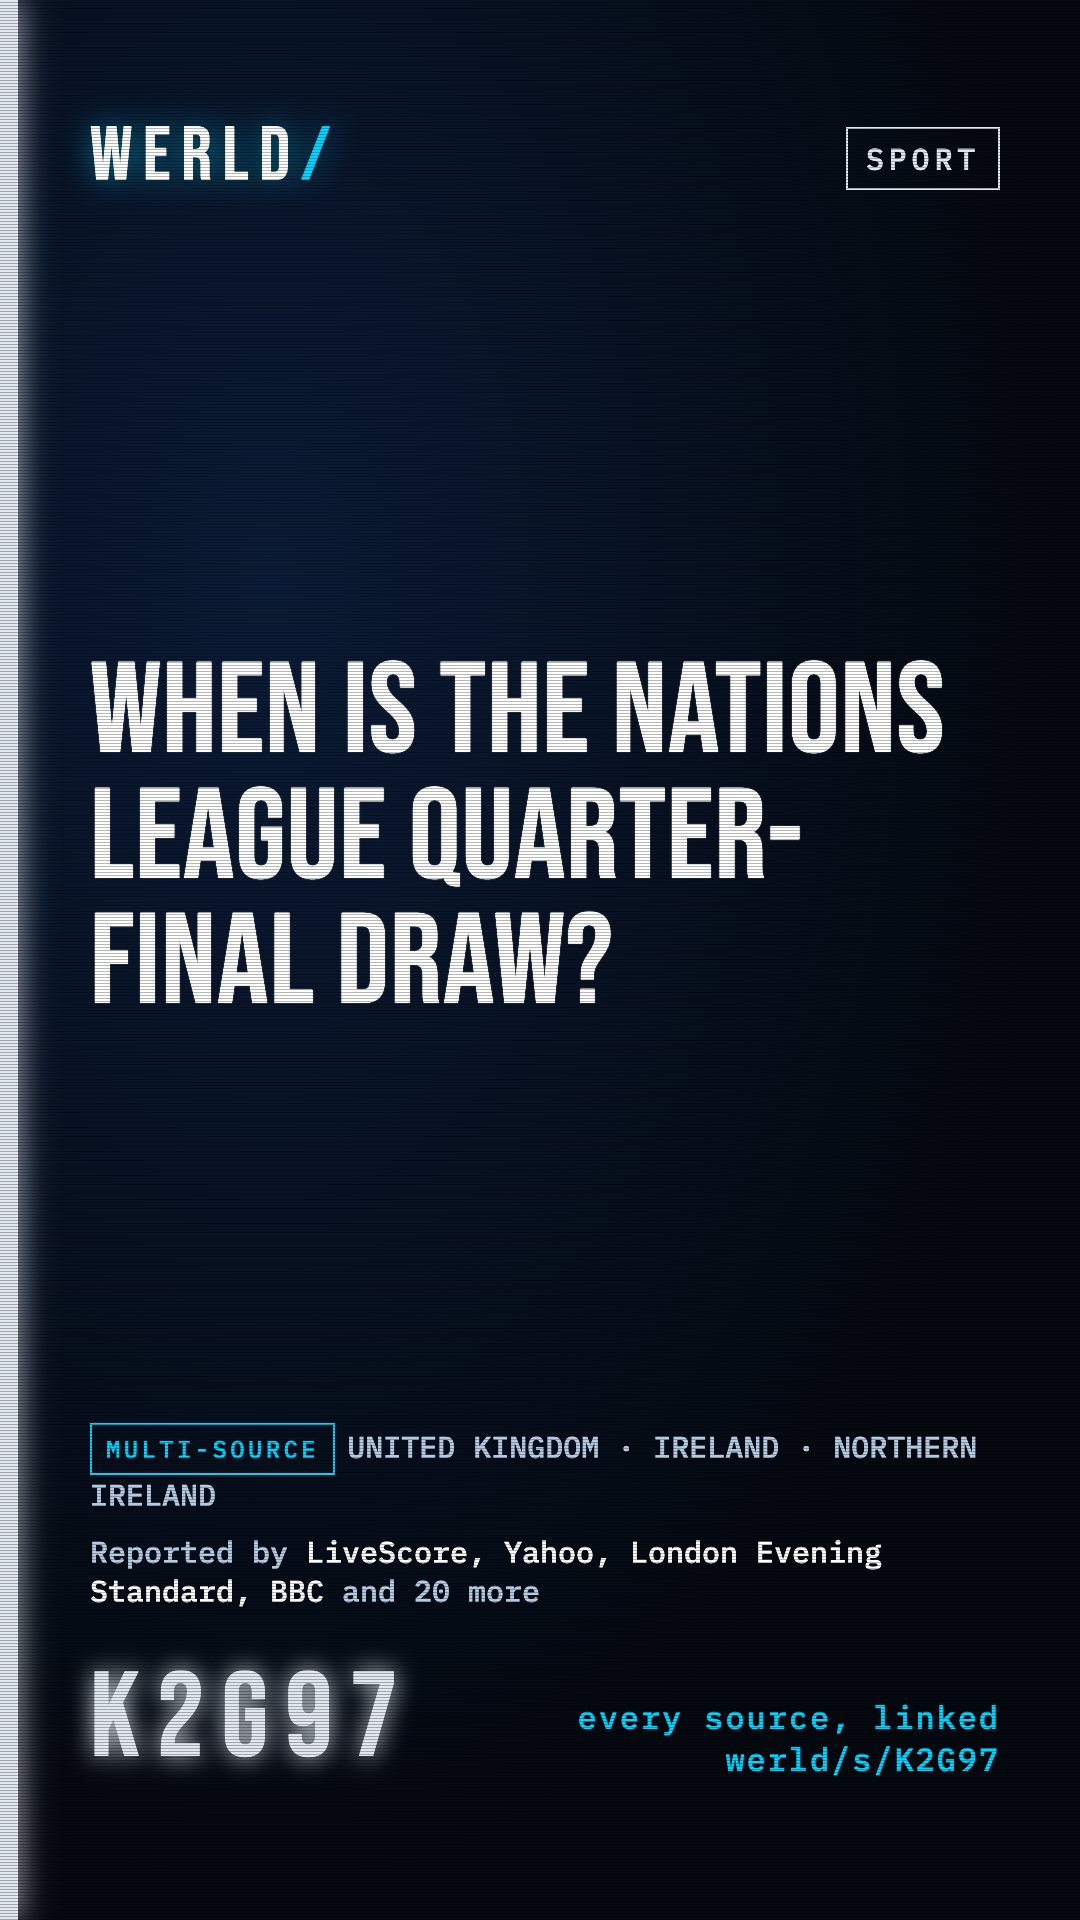 WERLD/
SPORT
WHEN IS THE NATIONS
LEAGUE QUARTER-
FINAL DRAW?
MULTI-SOURCE UNITED KINGDOM · IRELAND · NORTHERN
IRELAND
Reported by LiveScore, Yahoo, London Evening
Standard, BBC and 20 more
K2G97
every source, linked
werld/s/K2G97